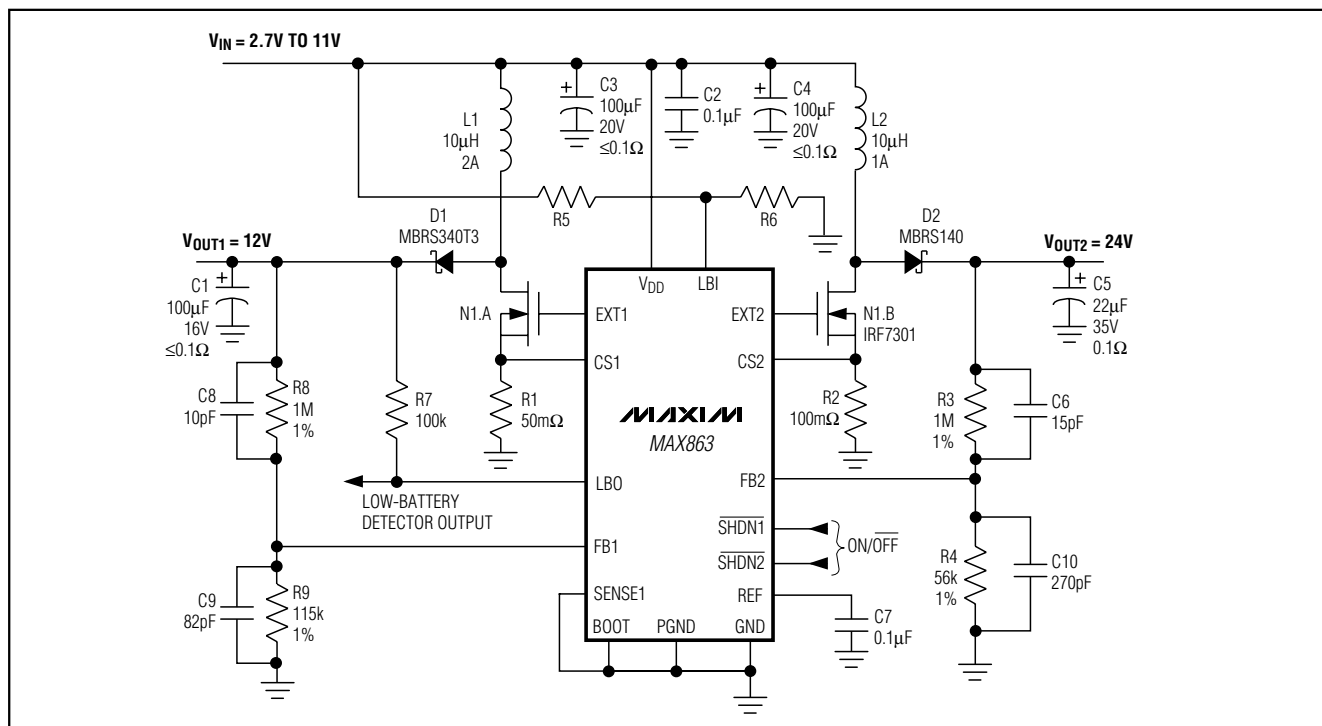 VIN = 2.7V TO 11V
L1
10µH
2A
C3
100µF
20V
≤0.1Ω
C2
0.1µF
C4
100µF
20V
≤0.1Ω
L2
10µH
1A
R5
R6
D1
MBRS340T3
D2
MBRS140
VOUT1 = 12V
VOUT2 = 24V
C1
100µF
16V
≤0.1Ω
VDD
LBI
N1.A
EXT1
EXT2
N1.B
IRF7301
C5
22µF
35V
0.1Ω
CS1
CS2
C8
10pF
R8
1M
1%
R7
100k
R1
50mΩ
MAXIM
MAX863
R2
100mΩ
R3
1M
1%
C6
15pF
LBO
FB2
LOW-BATTERY
DETECTOR OUTPUT
SHDN1
SHDN2
ON/OFF
FB1
R4
56k
1%
C10
270pF
C9
82pF
R9
115k
1%
SENSE1
REF
C7
0.1µF
BOOT
PGND
GND